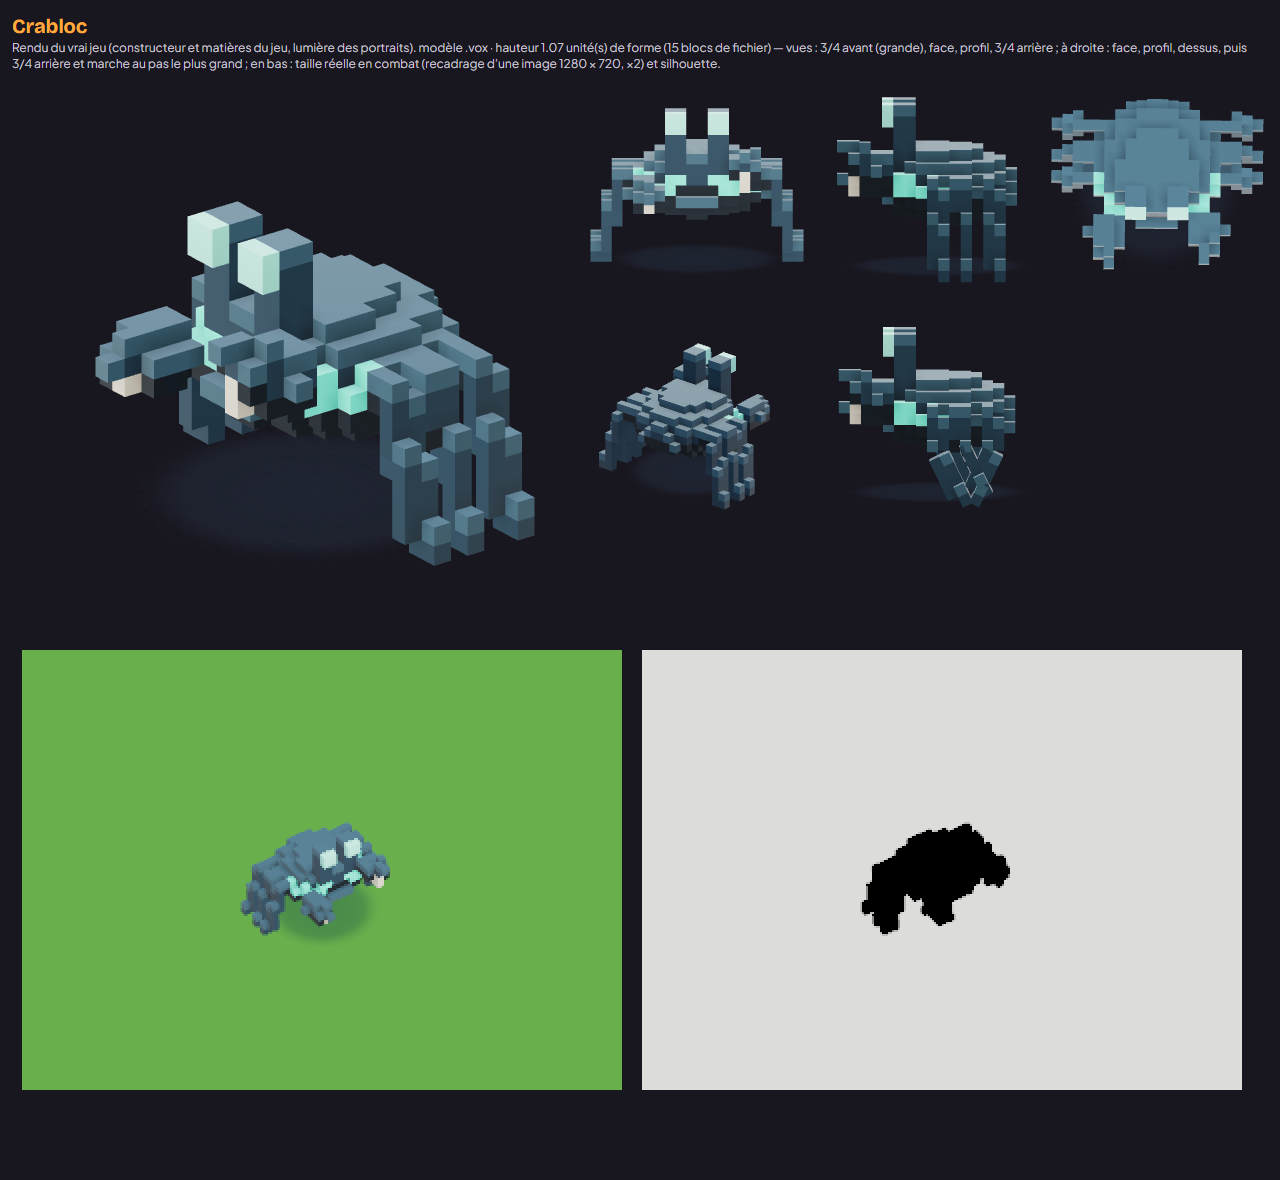 Crabloc
Rendu du vrai jeu (constructeur et matières du jeu, lumière des portraits). modèle .vox · hauteur 1.07 unité(s) de forme (15 blocs de fichier) — vues : 3/4 avant (grande), face, profil, 3/4 arrière ; à droite : face, profil, dessus, puis
3/4 arrière et marche au pas le plus grand ; en bas : taille réelle en combat (recadrage d’une image 1280 × 720, ×2) et silhouette.